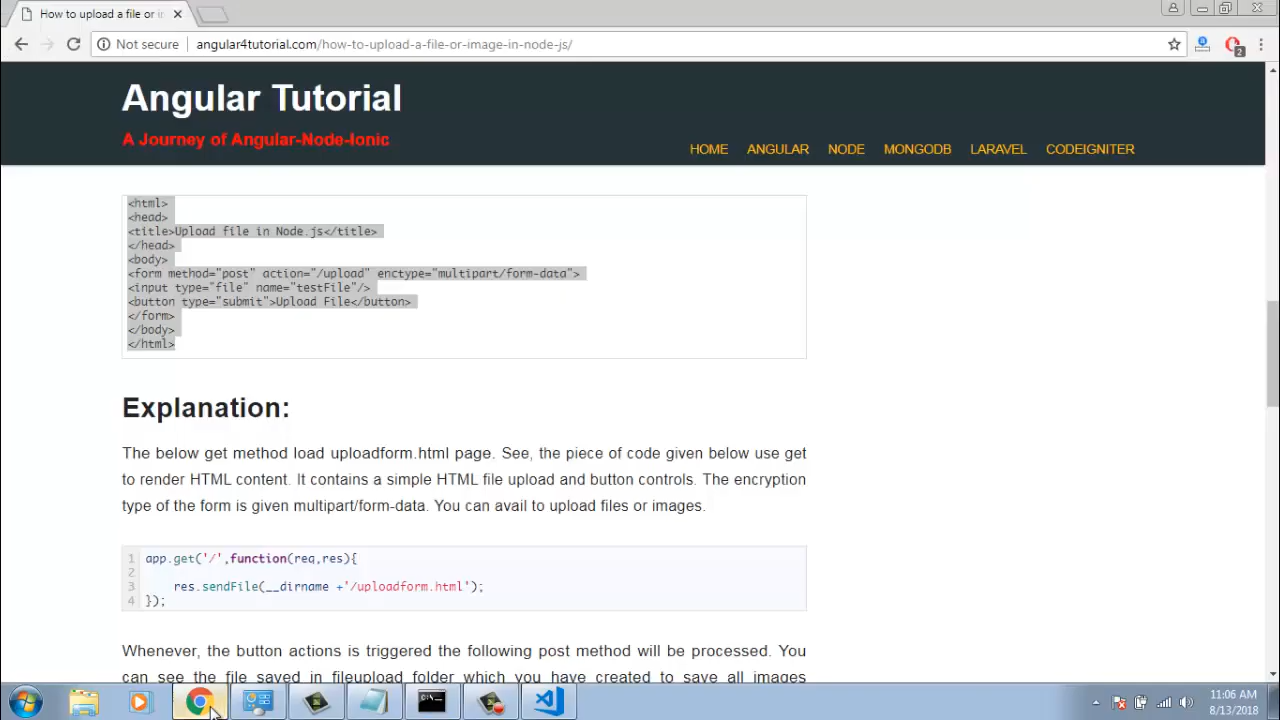 How to upload a file or i
Not secure
angular4tutorial.com/how-to-upload-a-file-or-image-in-node-js/
2
Angular Tutorial
A Journey of Angular-Node-Ionic
HOME ANGULAR NODE MONGODB LARAVEL CODEIGNITER
<html>
<head>
<title>Upload file in Node.js</title>
</head>
<body>
<form method="post" action="/upload" enctype="multipart/form-data">
<input type="file" name="testFile"/>
<button type="submit">Upload File</button>
</form>
</body>
</html>
Explanation:
The below get method load uploadform.html page. See, the piece of code given below use get
to render HTML content. It contains a simple HTML file upload and button controls. The encryption
type of the form is given multipart/form-data. You can avail to upload files or images.
1 app.get('/',function(req,res){
2
3 res.sendFile(__dirname +'/uploadform.html');
4 });
Whenever, the button actions is triggered the following post method will be processed. You
can see the file saved in fileupload folder which you have created to save all images
11:06 AM
8/13/2018